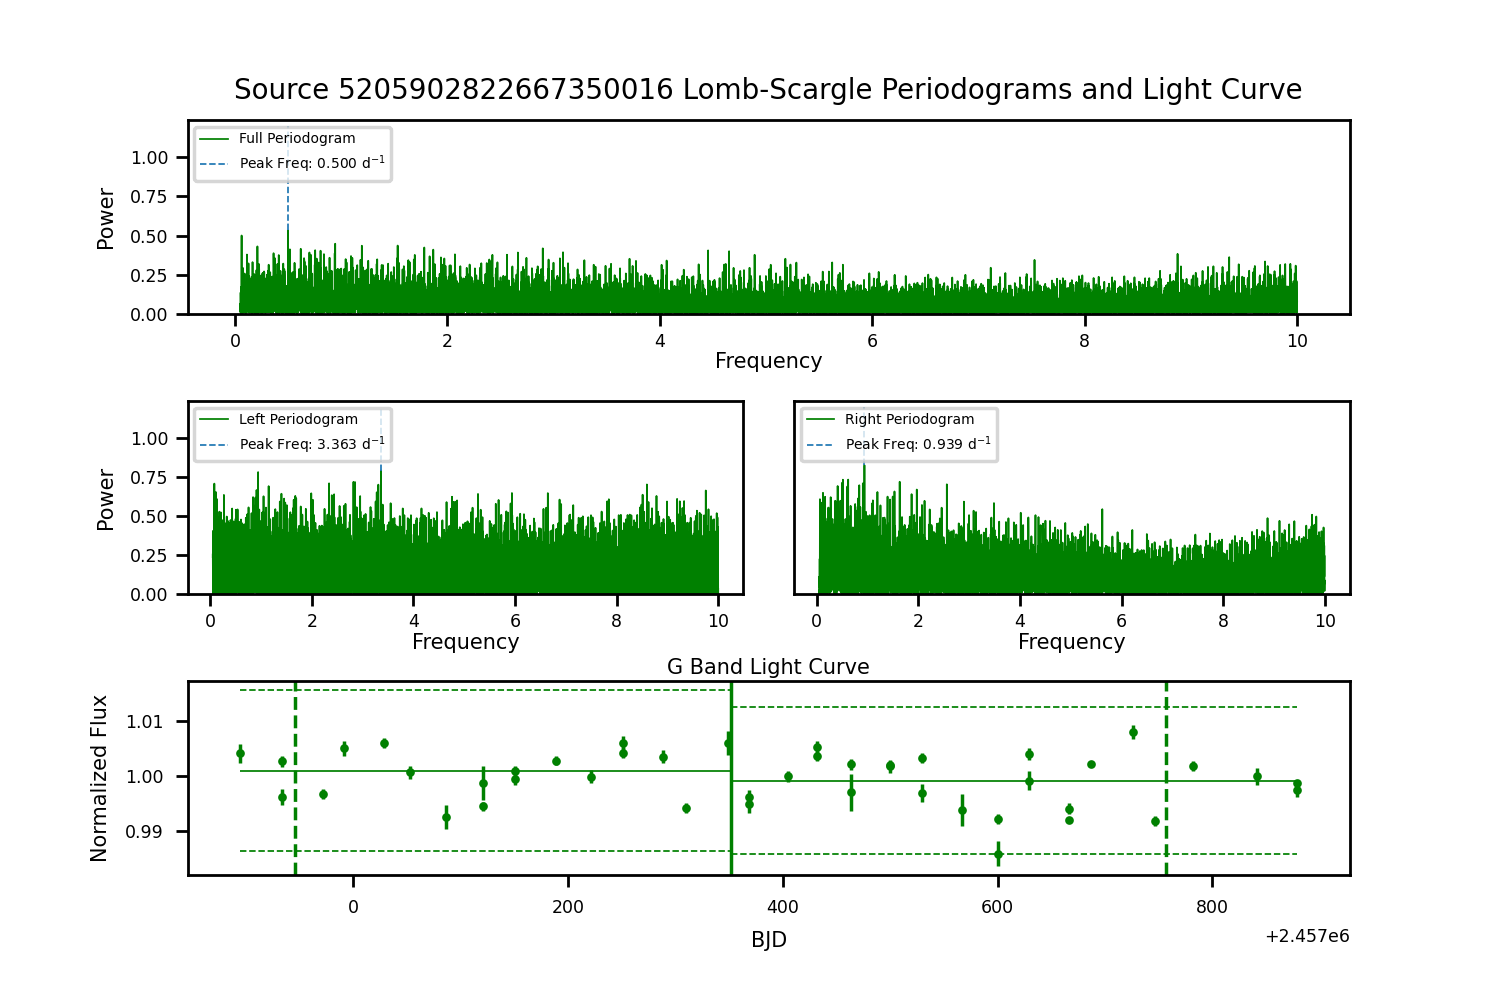 Source 5205902822667350016 Lomb-Scargle Periodograms and Light Curve
Full Periodogram
Peak Freq: 0.500 d⁻¹
Power
1.00
0.75
0.50
0.25
0.00
0 2 4 6 8 10
Frequency
Left Periodogram
Peak Freq: 3.363 d⁻¹
Power
1.00
0.75
0.50
0.25
0.00
0 2 4 6 8 10
Frequency
Right Periodogram
Peak Freq: 0.939 d⁻¹
0 2 4 6 8 10
Frequency
G Band Light Curve
Normalized Flux
1.01
1.00
0.99
0 200 400 600 800
BJD
+2.457e6